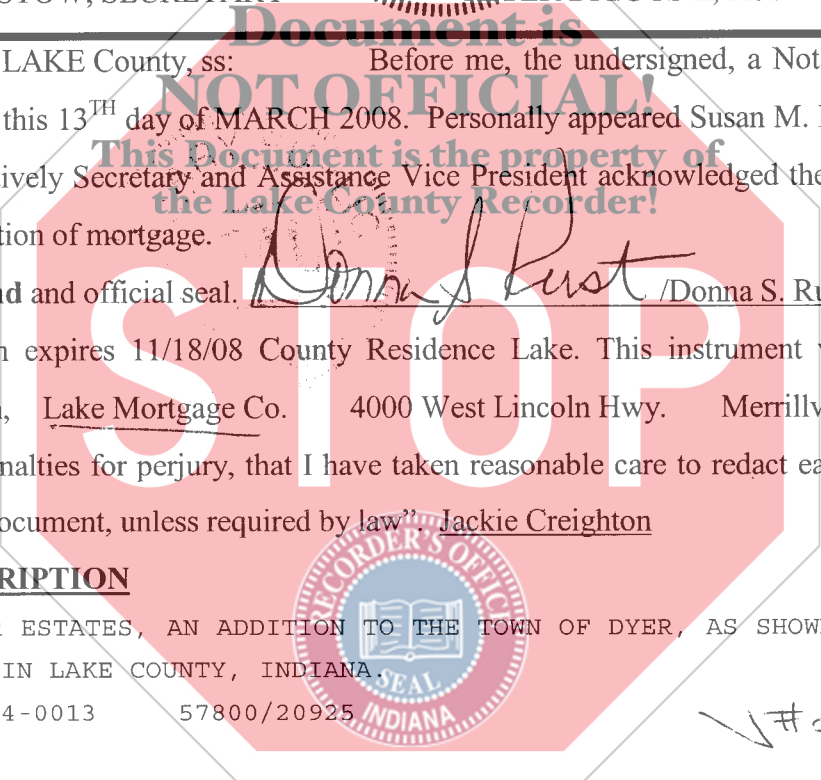 SECRETARY
Document is
LAKE County, ss: Before me, the undersigned, a Not
NOT OFFICIAL!
this 13TH day of MARCH 2008. Personally appeared Susan M.
This Document is the property of
tively Secretary and Assistance Vice President acknowledged the
the Lake County Recorder!
tion of mortgage.
nd and official seal. Donna S Rust /Donna S. Ru
STOP
n expires 11/18/08 County Residence Lake. This instrument
Lake Mortgage Co. 4000 West Lincoln Hwy. Merrillv
nalties for perjury, that I have taken reasonable care to redact ea
ocument, unless required by law”. Jackie Creighton
RECORDER'S OFFIC
RIPTION
ESTATES, AN ADDITION TO THE TOWN OF DYER, AS SHOW
IN LAKE COUNTY, INDIANA.
SEAL
4-0013 57800/20925
INDIANA